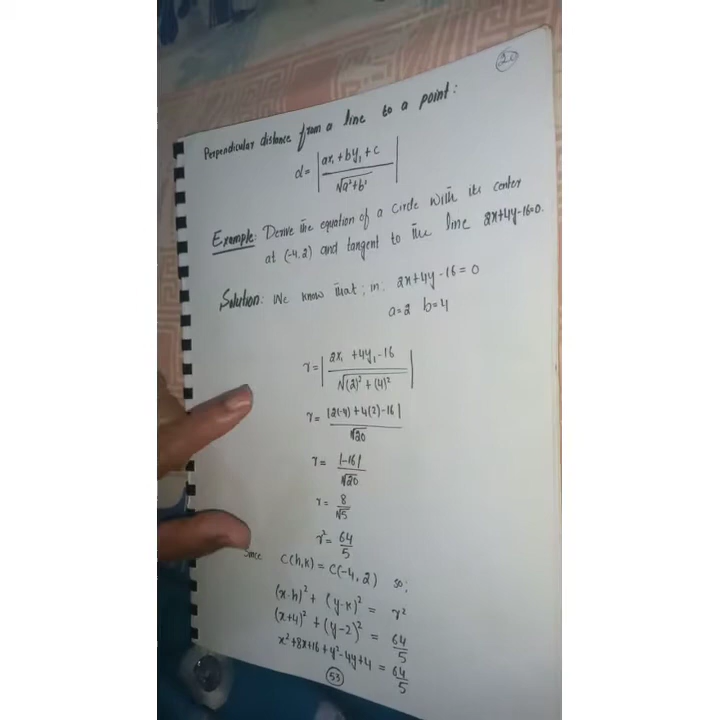 20
Perpendicular distance from a line to a point:
d = | ax₁ + by₁ + c / √a²+b² |
Example: Derive the equation of a circle with its center
at (-4,2) and tangent to the line 2x+4y-16=0.
Solution: We know that; in; 2x+4y-16=0
a=2 b=4
r = | 2x₁ + 4y₁ - 16 / √(2)² + (4)² |
r = |2(-4) + 4(2) - 16| / √20
r = |-16| / √20
r = 8 / √5
r² = 64 / 5
Since C(h,k) = C(-4, 2) so;
(x-h)² + (y-k)² = r²
(x+4)² + (y-2)² = 64 / 5
x²+8x+16+y²-4y+4 = 64 / 5
53